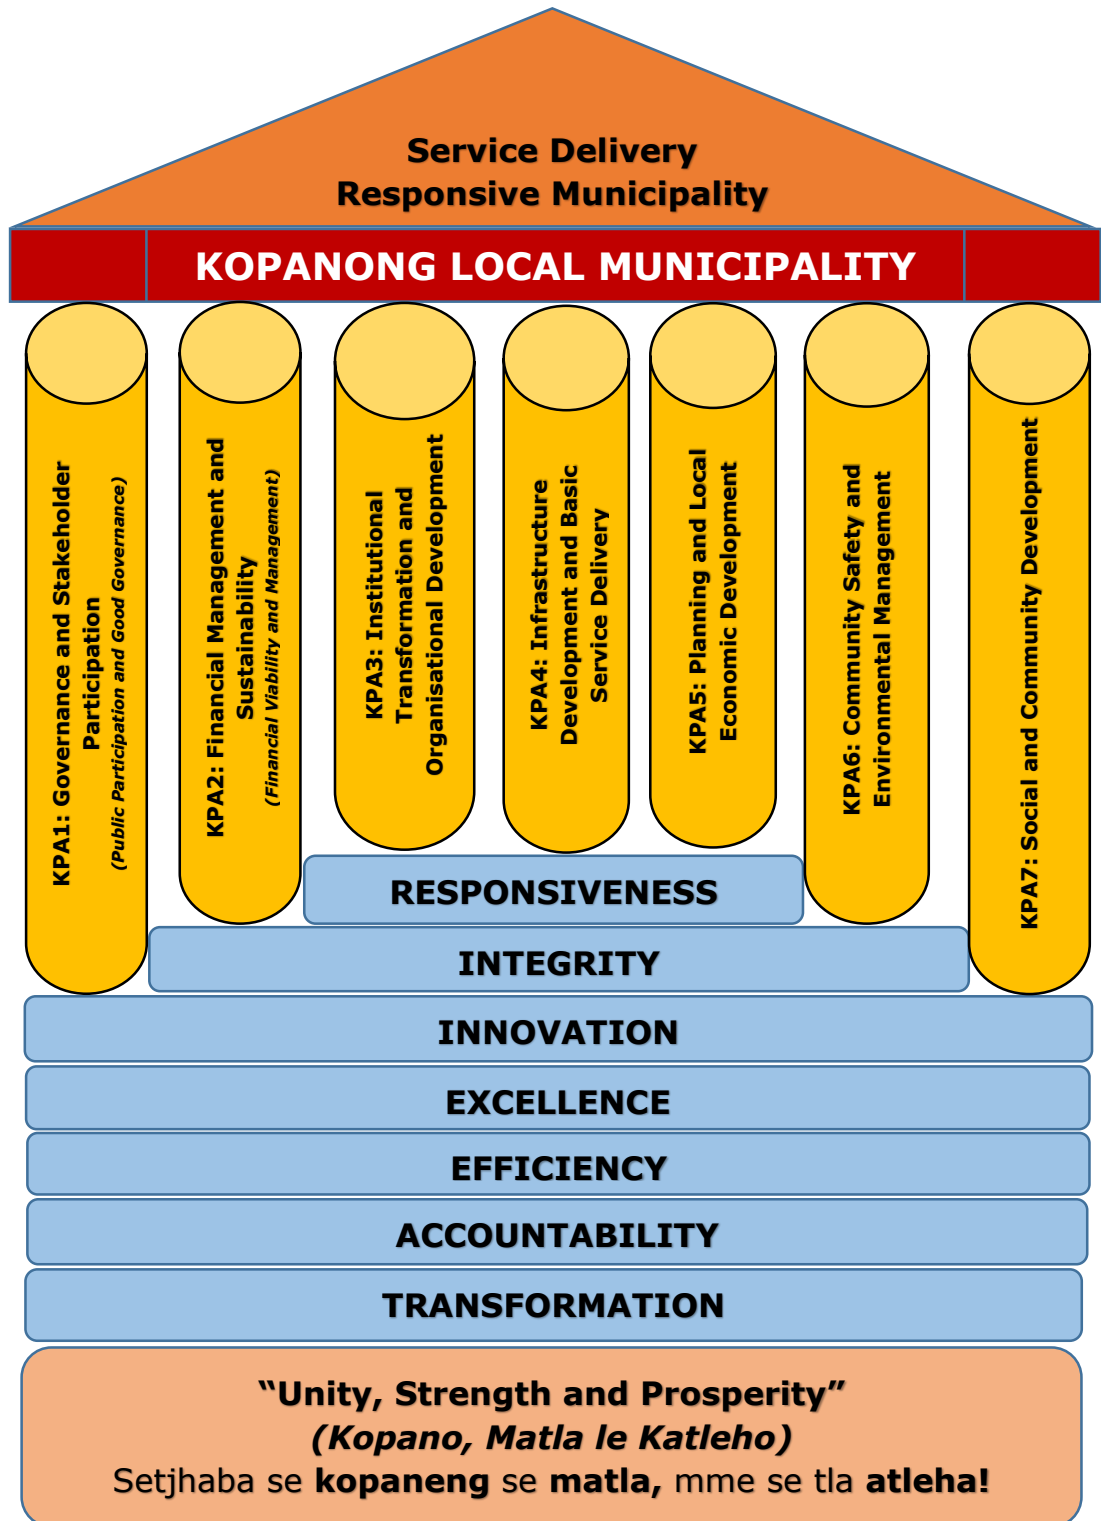 Service Delivery
Responsive Municipality
KOPANONG LOCAL MUNICIPALITY
KPA1: Governance and Stakeholder
Participation
(Public Participation and Good Governance)
KPA2: Financial Management and
Sustainability
(Financial Viability and Management)
KPA3: Institutional
Transformation and
Organisational Development
KPA4: Infrastructure
Development and Basic
Service Delivery
KPA5: Planning and Local
Economic Development
KPA6: Community Safety and
Environmental Management
KPA7: Social and Community Development
RESPONSIVENESS
INTEGRITY
INNOVATION
EXCELLENCE
EFFICIENCY
ACCOUNTABILITY
TRANSFORMATION
“Unity, Strength and Prosperity”
(Kopano, Matla le Katleho)
Setjhaba se kopaneng se matla, mme se tla atleha!